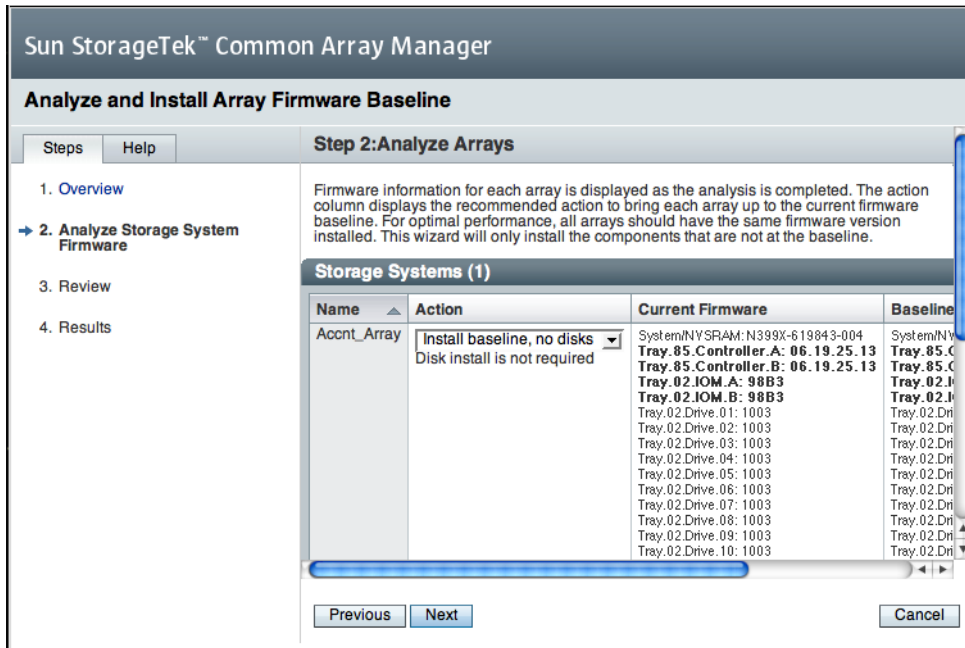 Sun StorageTek™ Common Array Manager
Analyze and Install Array Firmware Baseline
Steps
Help
1. Overview
2. Analyze Storage System
Firmware
3. Review
4. Results
Step 2:Analyze Arrays
Firmware information for each array is displayed as the analysis is completed. The action
column displays the recommended action to bring each array up to the current firmware
baseline. For optimal performance, all arrays should have the same firmware version
installed. This wizard will only install the components that are not at the baseline.
Storage Systems (1)
Name Action Current Firmware Baseline
Accnt_Array
Install baseline, no disks
Disk install is not required
System/NVSRAM: N399X-619843-004
Tray.85.Controller.A: 06.19.25.13
Tray.85.Controller.B: 06.19.25.13
Tray.02.IOM.A: 98B3
Tray.02.IOM.B: 98B3
Tray.02.Drive.01: 1003
Tray.02.Drive.02: 1003
Tray.02.Drive.03: 1003
Tray.02.Drive.04: 1003
Tray.02.Drive.05: 1003
Tray.02.Drive.06: 1003
Tray.02.Drive.07: 1003
Tray.02.Drive.08: 1003
Tray.02.Drive.09: 1003
Tray.02.Drive.10: 1003
Previous
Next
Cancel